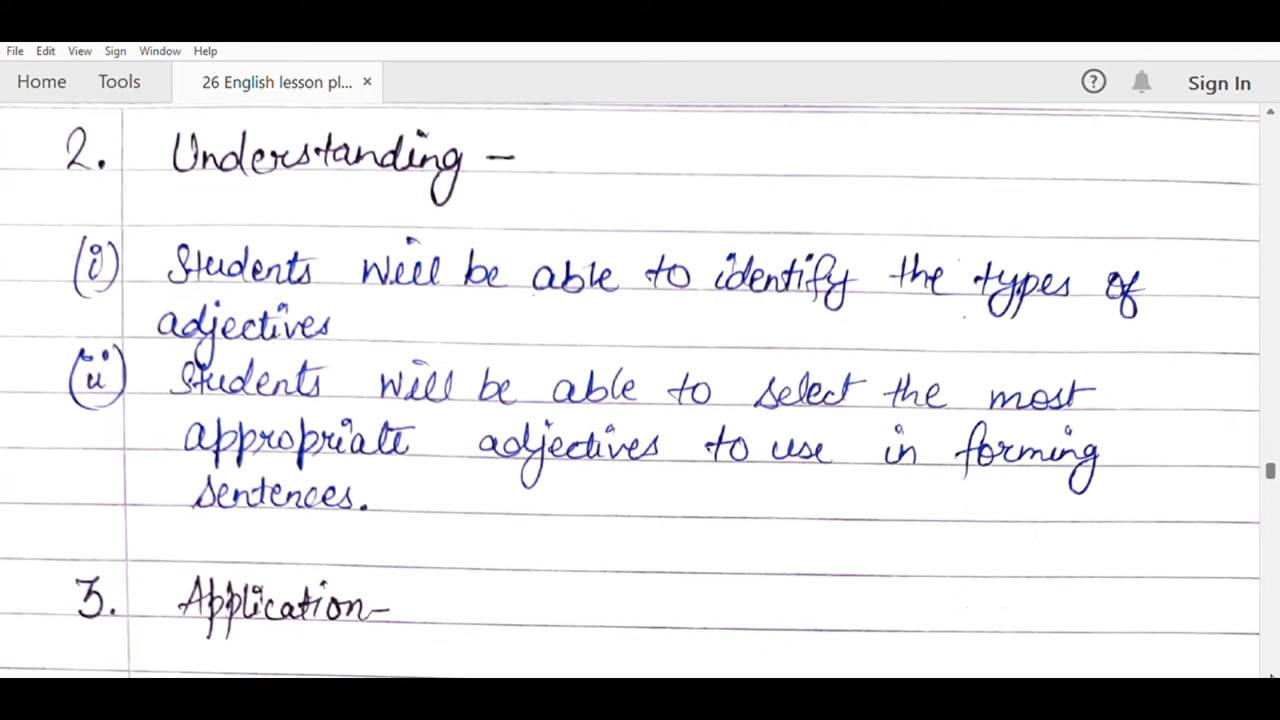 File Edit View Sign Window Help
Home Tools 26 English lesson pl... × ? Sign In
2. Understanding –
(i) Students will be able to identify the types of
adjectives
(ii) Students will be able to select the most
appropriate adjectives to use in forming
sentences.
3. Application–